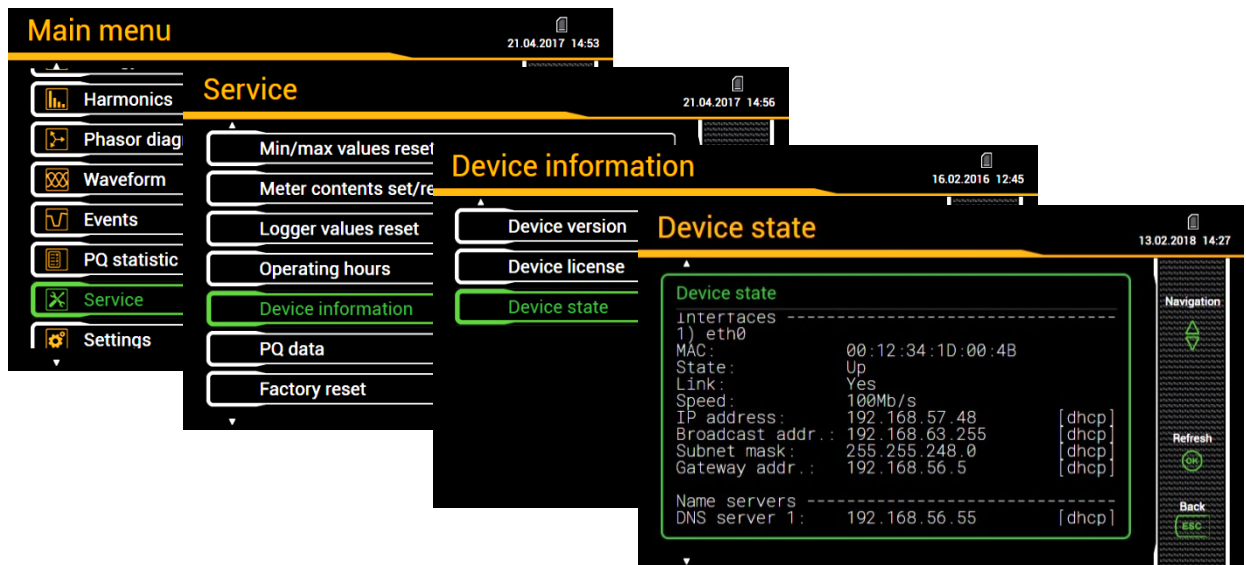 Main menu
21.04.2017 14:53
Harmonics
Phasor diag
Waveform
Events
PQ statistic
Service
Settings
Service
21.04.2017 14:56
Min/max values reset
Meter contents set/re
Logger values reset
Operating hours
Device information
PQ data
Factory reset
Device information
16.02.2016 12:45
Device version
Device license
Device state
Device state
13.02.2018 14:27
Device state
Interfaces ------------------------------
1) eth0
MAC: 00:12:34:1D:00:4B
State: Up
Link: Yes
Speed: 100Mb/s
IP address: 192.168.57.48 [dhcp]
Broadcast addr.: 192.168.63.255 [dhcp]
Subnet mask: 255.255.248.0 [dhcp]
Gateway addr.: 192.168.56.5 [dhcp]
Name servers ----------------------------
DNS server 1: 192.168.56.55 [dhcp]
Navigation
Refresh
OK
Back
ESC